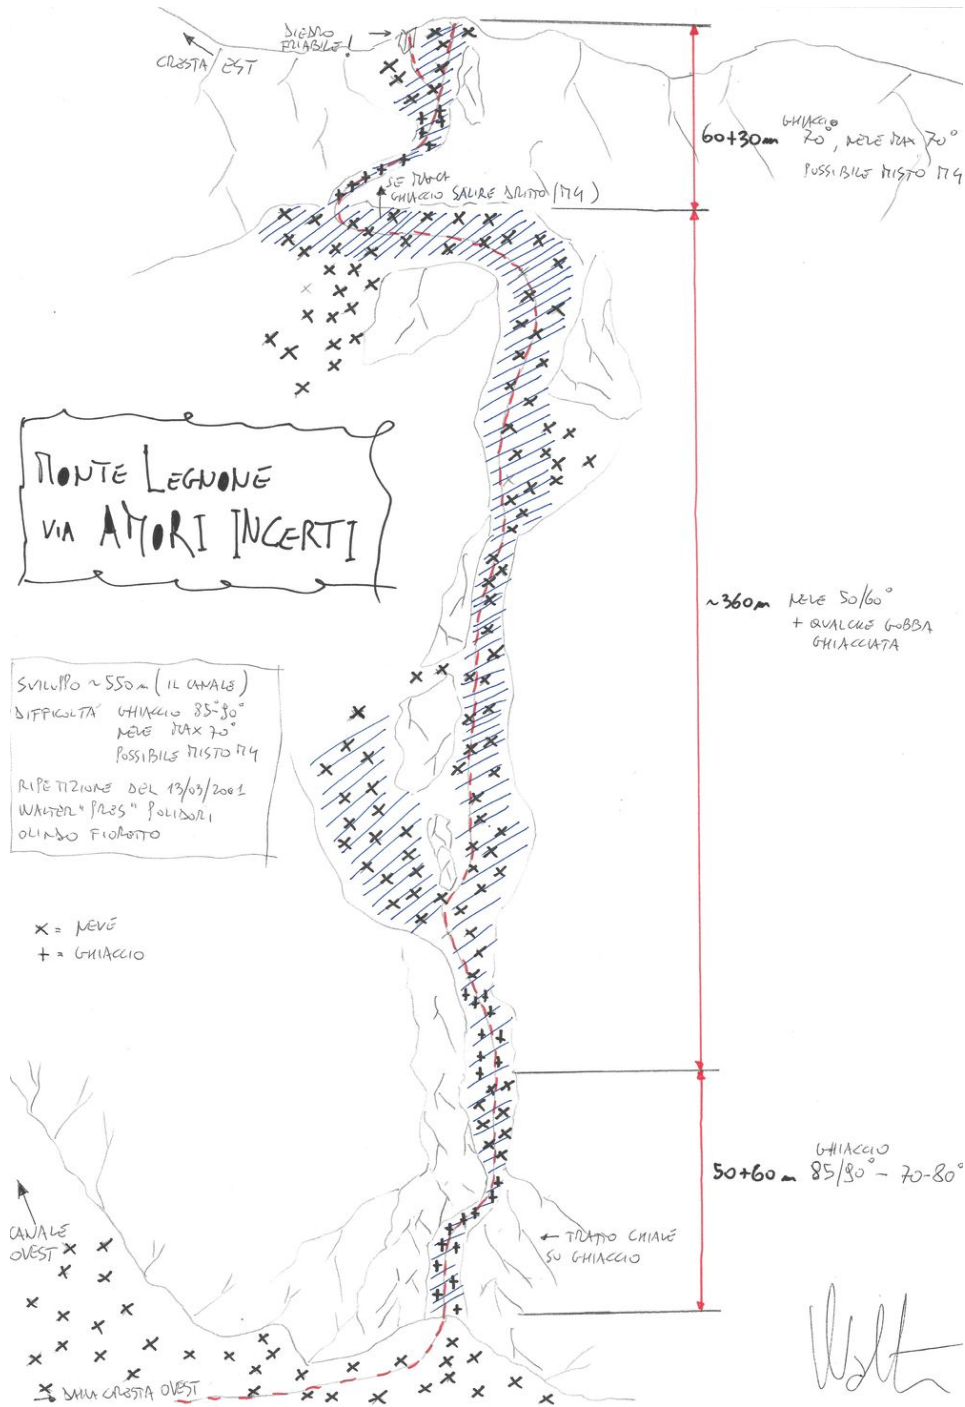 DIEDRO
FRIABILE!
CRESTA EST
60+30m GHIACCIO 70°, NEVE MAX 70°
POSSIBILE MISTO M4
SE MANCA
GHIACCIO SALIRE DRITTO (M4)
MONTE LEGNONE
VIA AMORI INCERTI
~360m NEVE 50/60°
+ QUALCHE GOBBA
GHIACCIATA
SVILUPPO ~550m (IL CANALE)
DIFFICOLTÀ GHIACCIO 85°-90°
NEVE MAX 70°
POSSIBILE MISTO M4
RIPETIZIONE DEL 13/03/2001
WALTER "PRES" POLIDORI
OLINDO FIOROTTO
x = NEVE
+ = GHIACCIO
GHIACCIO
50+60m 85/90° - 70-80°
CANALE
OVEST
← TRATTO CHIAVE
SU GHIACCIO
DALLA CRESTA OVEST